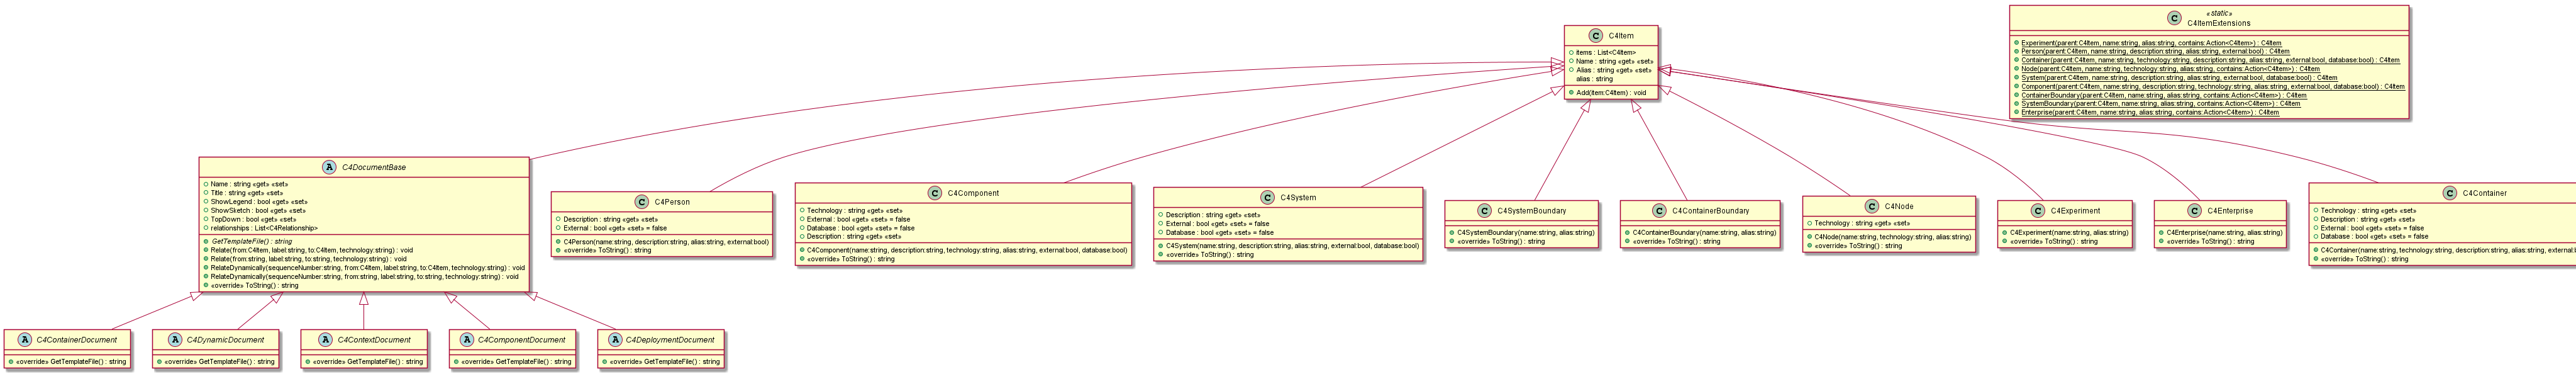 «static»
C4ItemExtensions
Experiment(parent:C4Item, name:string, alias:string, contains:Action<C4Item>) : C4Item
Person(parent:C4Item, name:string, description:string, alias:string, external:bool) : C4Item
Container(parent:C4Item, name:string, technology:string, description:string, alias:string, external:bool, database:bool) : C4Item
Node(parent:C4Item, name:string, technology:string, alias:string, contains:Action<C4Item>) : C4Item
System(parent:C4Item, name:string, description:string, alias:string, external:bool, database:bool) : C4Item
Component(parent:C4Item, name:string, description:string, technology:string, alias:string, external:bool, database:bool) : C4Item
ContainerBoundary(parent:C4Item, name:string, alias:string, contains:Action<C4Item>) : C4Item
SystemBoundary(parent:C4Item, name:string, alias:string, contains:Action<C4Item>) : C4Item
Enterprise(parent:C4Item, name:string, alias:string, contains:Action<C4Item>) : C4Item
C C4Item
items : List<C4Item>
Name : string «get» «set»
Alias : string «get» «set»
alias : string
Add(item:C4Item) : void
A C4DocumentBase
Name : string «get» «set»
Title : string «get» «set»
ShowLegend : bool «get» «set»
ShowSketch : bool «get» «set»
TopDown : bool «get» «set»
relationships : List<C4Relationship>
GetTemplateFile() : string
Relate(from:C4Item, label:string, to:C4Item, technology:string) : void
Relate(from:string, label:string, to:string, technology:string) : void
RelateDynamically(sequenceNumber:string, from:C4Item, label:string, to:C4Item, technology:string) : void
RelateDynamically(sequenceNumber:string, from:string, label:string, to:string, technology:string) : void
«override» ToString() : string
C C4Person
Description : string «get» «set»
External : bool «get» «set» = false
C4Person(name:string, description:string, alias:string, external:bool)
«override» ToString() : string
C C4Component
Technology : string «get» «set»
External : bool «get» «set» = false
Database : bool «get» «set» = false
Description : string «get» «set»
C4Component(name:string, description:string, technology:string, alias:string, external:bool, database:bool)
«override» ToString() : string
C C4System
Description : string «get» «set»
External : bool «get» «set» = false
Database : bool «get» «set» = false
C4System(name:string, description:string, alias:string, external:bool, database:bool)
«override» ToString() : string
C C4SystemBoundary
C4SystemBoundary(name:string, alias:string)
«override» ToString() : string
C C4ContainerBoundary
C4ContainerBoundary(name:string, alias:string)
«override» ToString() : string
C C4Node
Technology : string «get» «set»
C4Node(name:string, technology:string, alias:string)
«override» ToString() : string
C C4Experiment
C4Experiment(name:string, alias:string)
«override» ToString() : string
C C4Enterprise
C4Enterprise(name:string, alias:string)
«override» ToString() : string
C C4Container
Technology : string «get» «set»
Description : string «get» «set»
External : bool «get» «set» = false
Database : bool «get» «set» = false
C4Container(name:string, technology:string, description:string, alias:string, external:
«override» ToString() : string
A C4ContainerDocument
«override» GetTemplateFile() : string
A C4DynamicDocument
«override» GetTemplateFile() : string
A C4ContextDocument
«override» GetTemplateFile() : string
A C4ComponentDocument
«override» GetTemplateFile() : string
A C4DeploymentDocument
«override» GetTemplateFile() : string